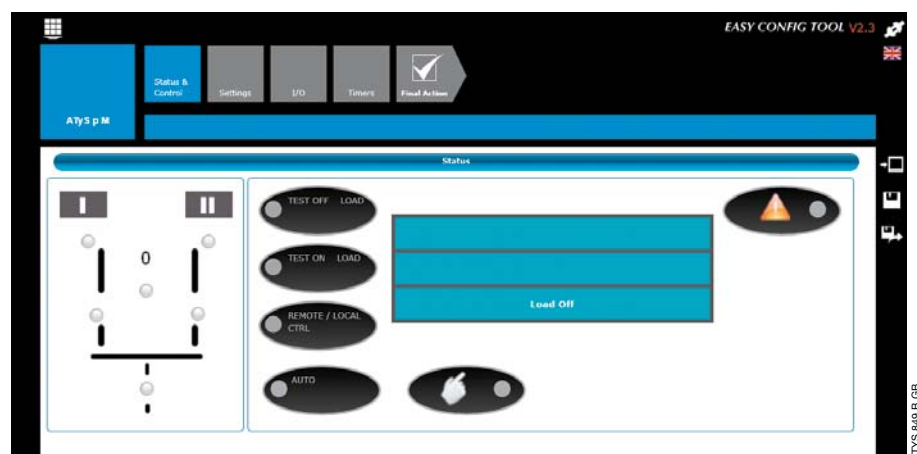 EASY CONFIG TOOL V2.3
Status &
Control
Settings
I/O
Timers
Final Action
ATyS p M
Status
I
II
0
TEST OFF LOAD
TEST ON LOAD
REMOTE / LOCAL
CTRL
AUTO
Load Off